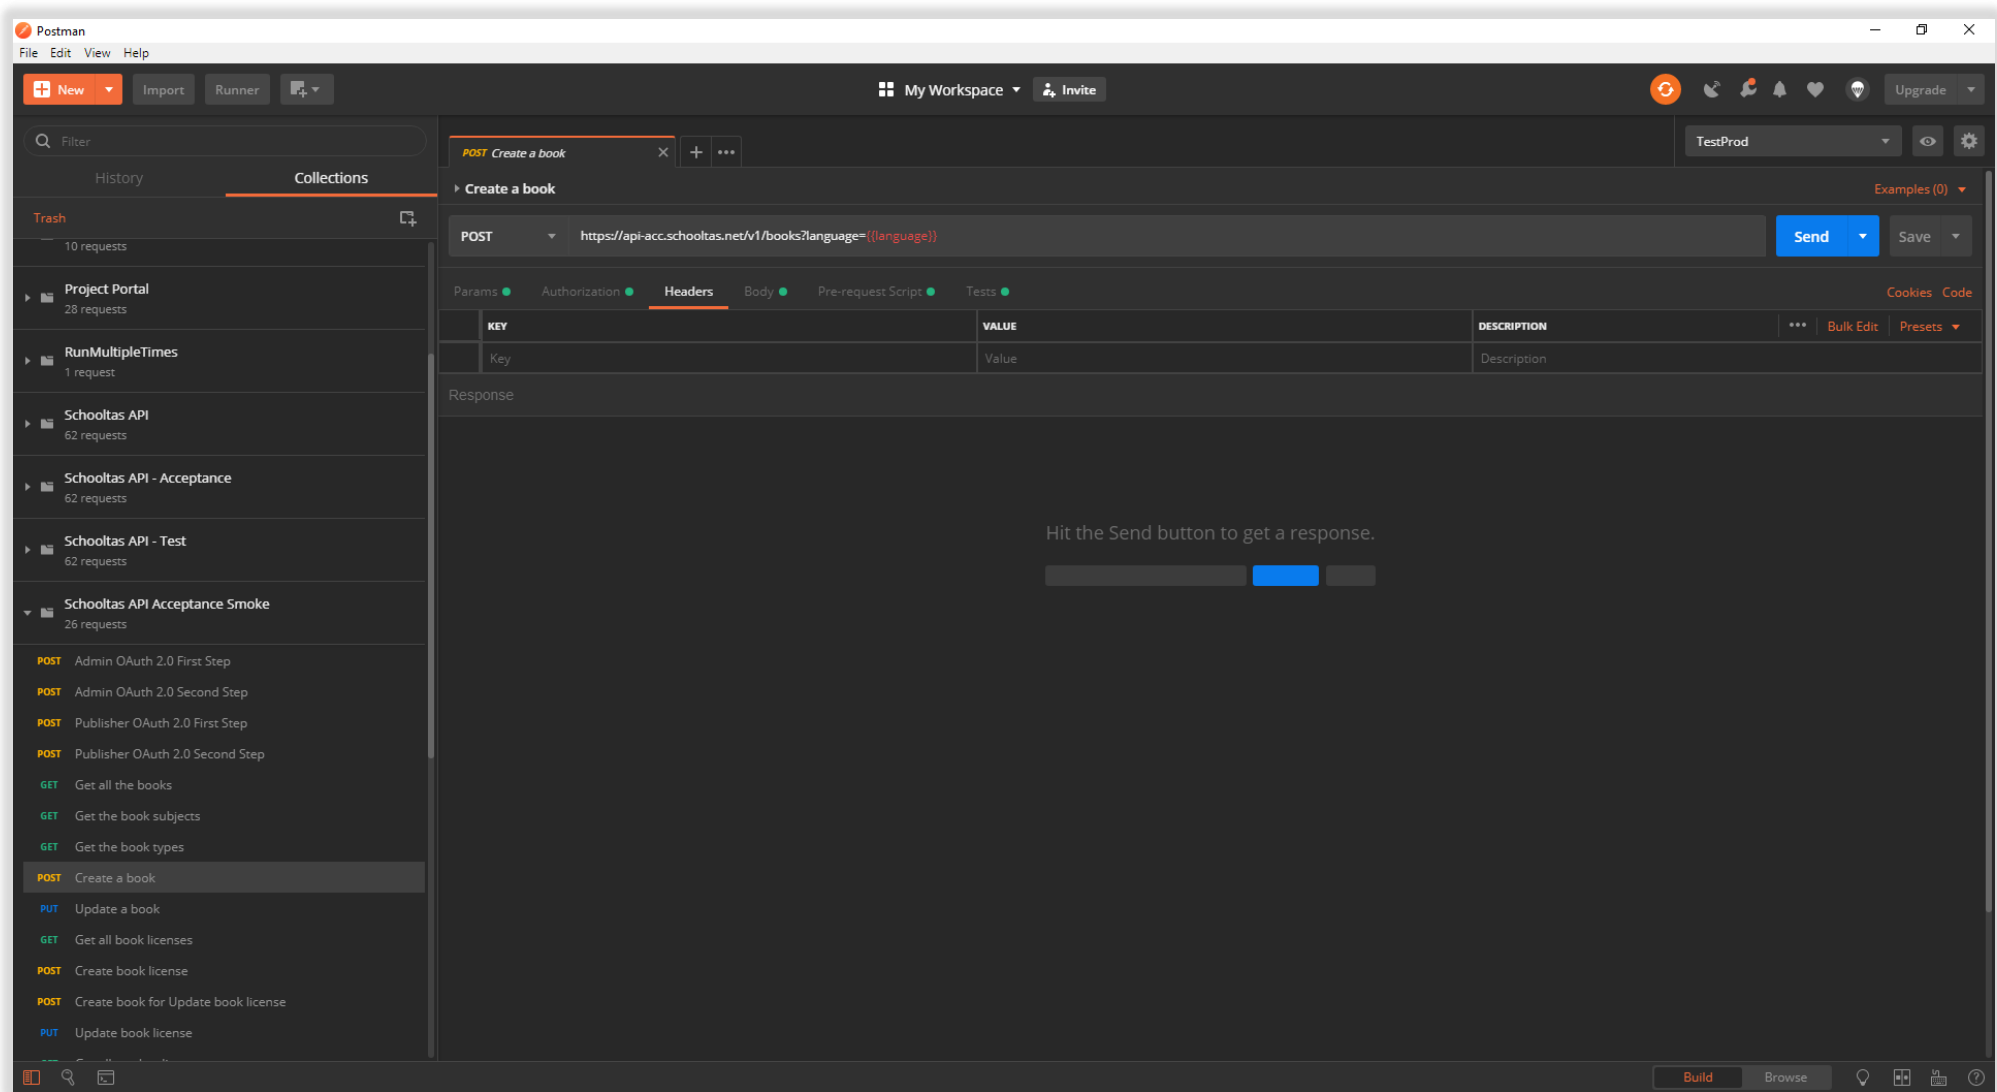 Postman
File Edit View Help
New Import Runner My Workspace Invite Upgrade
Filter
History Collections
Trash
10 requests
Project Portal
28 requests
RunMultipleTimes
1 request
Schooltas API
62 requests
Schooltas API - Acceptance
62 requests
Schooltas API - Test
62 requests
Schooltas API Acceptance Smoke
26 requests
POST Admin OAuth 2.0 First Step
POST Admin OAuth 2.0 Second Step
POST Publisher OAuth 2.0 First Step
POST Publisher OAuth 2.0 Second Step
GET Get all the books
GET Get the book subjects
GET Get the book types
POST Create a book
PUT Update a book
GET Get all book licenses
POST Create book license
POST Create book for Update book license
PUT Update book license
POST Create a book
TestProd
Create a book
Examples (0)
POST https://api-acc.schooltas.net/v1/books?language={{language}} Send Save
Params Authorization Headers Body Pre-request Script Tests Cookies Code
KEY VALUE DESCRIPTION Bulk Edit Presets
Key Value Description
Response
Hit the Send button to get a response.
Build Browse